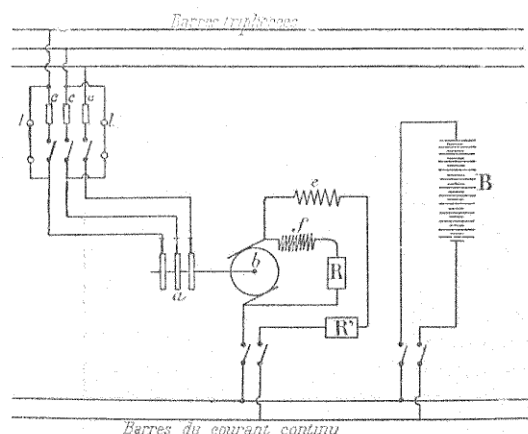 Barres triphasées
c c c
l l
B
e
f
b
R
a
R'
Barres du courant continu